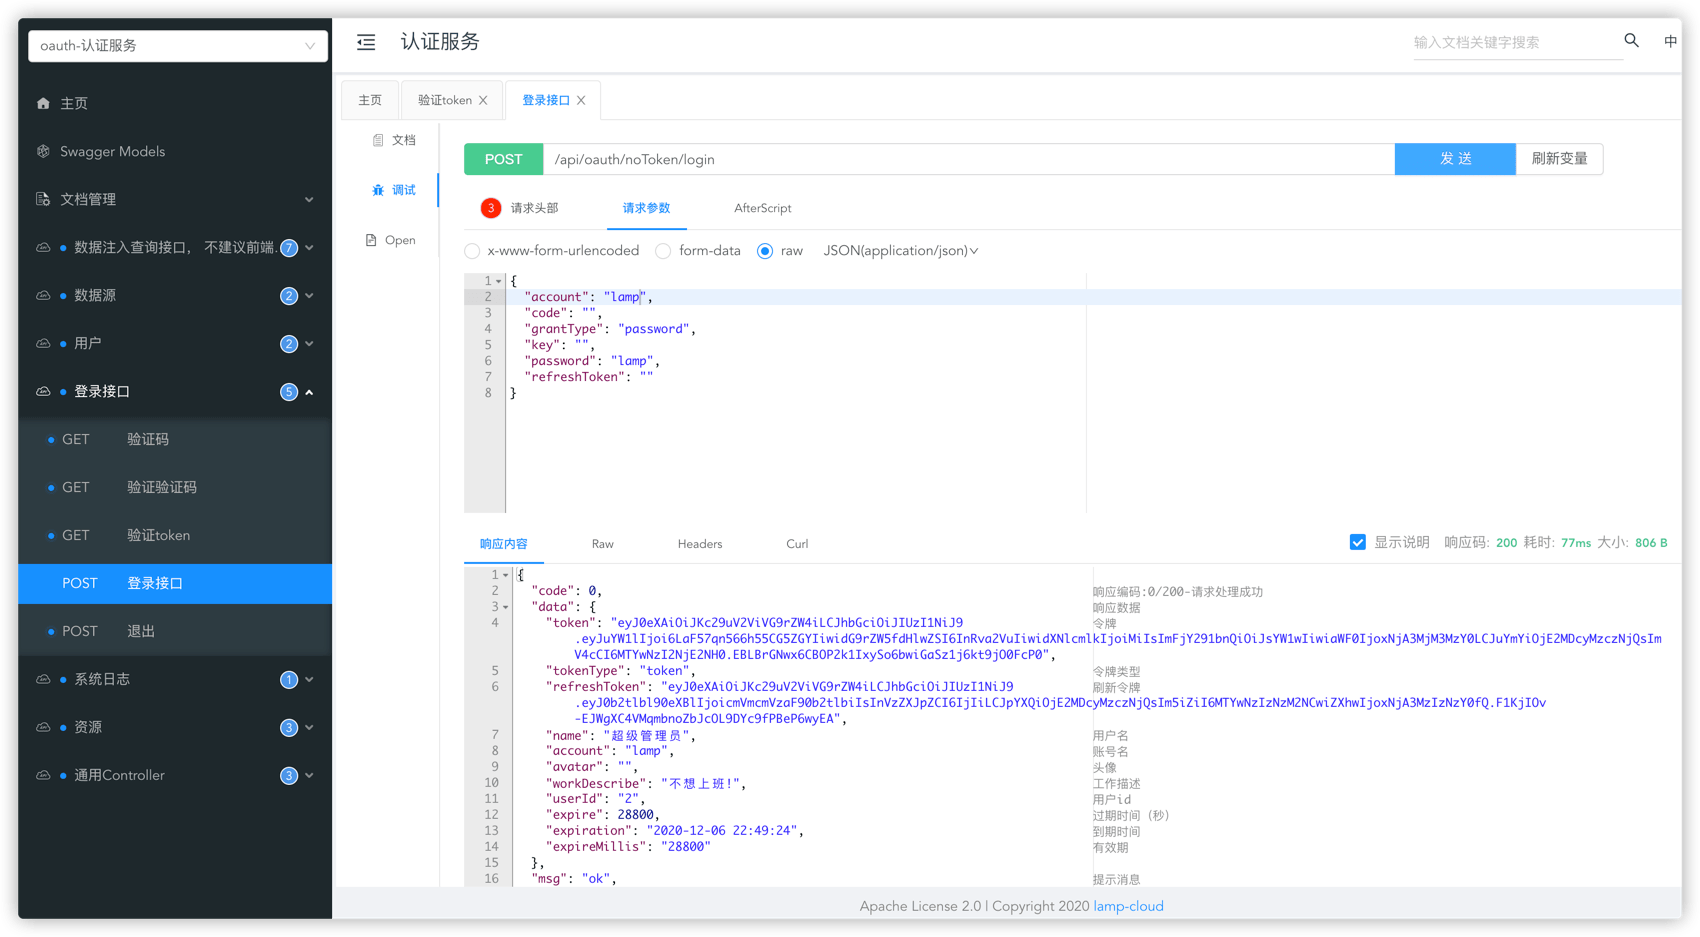 oauth-认证服务
认证服务
输入文档关键字搜索
中
主页
Swagger Models
文档管理
数据注入查询接口， 不建议前端. 7
数据源 2
用户 2
登录接口 5
GET 验证码
GET 验证验证码
GET 验证token
POST 登录接口
POST 退出
系统日志 1
资源 3
通用Controller 3
主页
验证token
登录接口
文档
调试
Open
POST /api/oauth/noToken/login
发 送
刷新变量
3 请求头部
请求参数
AfterScript
x-www-form-urlencoded form-data raw JSON(application/json)
1 {
2 "account": "lamp",
3 "code": "",
4 "grantType": "password",
5 "key": "",
6 "password": "lamp",
7 "refreshToken": ""
8 }
响应内容 Raw Headers Curl
显示说明 响应码: 200 耗时: 77ms 大小: 806 B
1 {
2 "code": 0, 响应编码:0/200-请求处理成功
3 "data": { 响应数据
4 "token": "eyJ0eXAiOiJKc29uV2ViVG9rZW4iLCJhbGciOiJIUzI1NiJ9 令牌
.eyJuYW1lIjoi6LaF57qn566h55CG5ZGYIiwidG9rZW5fdHlwZSI6InRva2VuIiwidXNlcmlkIjoiMiIsImFjY291bnQiOiJsYW1wIiwiaWF0IjoxNjA3MjM3MzY0LCJuYmYiOjE2MDcyMzczNjQsIm
V4cCI6MTYwNzI2NjE2NH0.EBLBrGNwx6CBOP2k1IxySo6bwiGaSz1j6kt9jO0FcP0",
5 "tokenType": "token", 令牌类型
6 "refreshToken": "eyJ0eXAiOiJKc29uV2ViVG9rZW4iLCJhbGciOiJIUzI1NiJ9 刷新令牌
.eyJ0b2tlbl90eXBlIjoicmVmcmVzaF90b2tlbiIsInVzZXJpZCI6IjIiLCJpYXQiOjE2MDcyMzczNjQsIm5iZiI6MTYwNzIzNzM2NCwiZXhwIjoxNjA3MzIzNzY0fQ.F1KjIOv
-EJWgXC4VMqmbnoZbJcOL9DYc9fPBeP6wyEA",
7 "name": "超级管理员", 用户名
8 "account": "lamp", 账号名
9 "avatar": "", 头像
10 "workDescribe": "不想上班!", 工作描述
11 "userId": "2", 用户id
12 "expire": 28800, 过期时间（秒）
13 "expiration": "2020-12-06 22:49:24", 到期时间
14 "expireMillis": "28800" 有效期
15 },
16 "msg": "ok", 提示消息
Apache License 2.0 | Copyright 2020 lamp-cloud